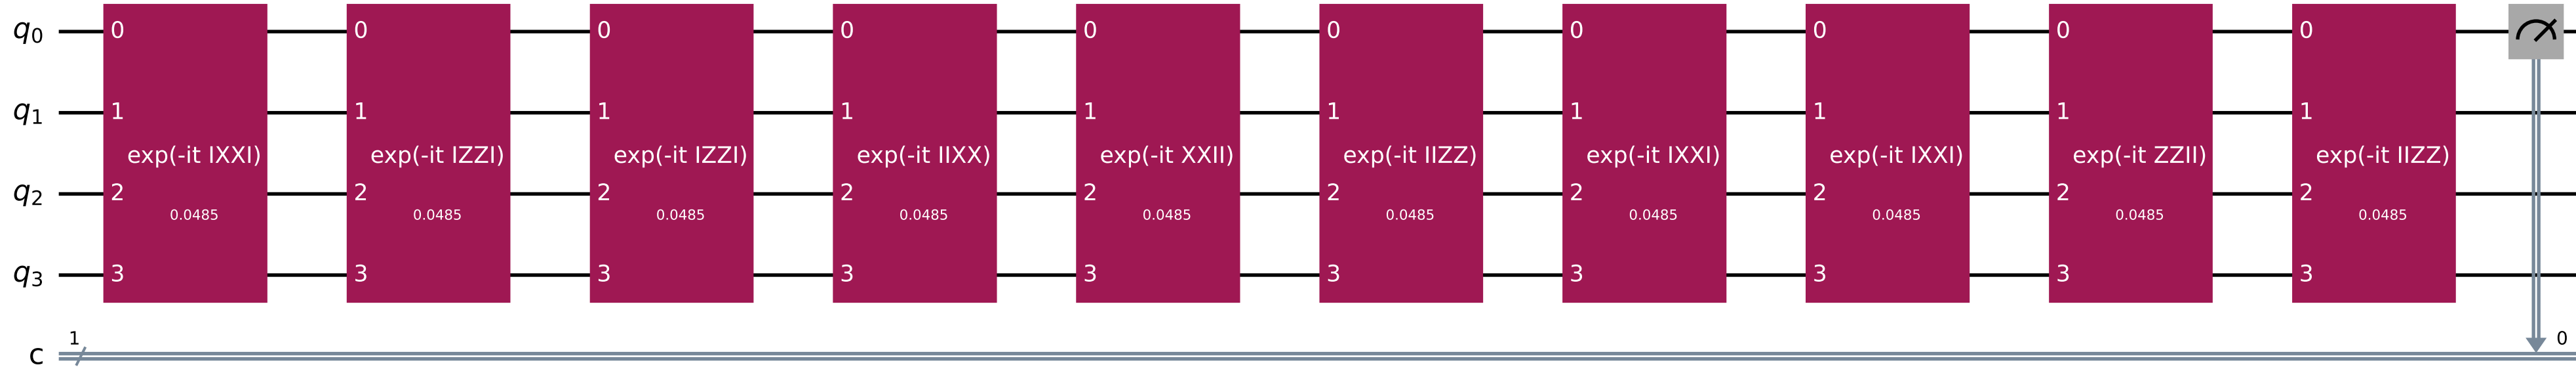 q0 0 0 0 0 0 0 0 0 0 0
q1 1 1 1 1 1 1 1 1 1 1
exp(-it IXXI) exp(-it IZZI) exp(-it IZZI) exp(-it IIXX) exp(-it XXII) exp(-it IIZZ) exp(-it IXXI) exp(-it IXXI) exp(-it ZZII) exp(-it IIZZ)
q2 2 2 2 2 2 2 2 2 2 2
0.0485 0.0485 0.0485 0.0485 0.0485 0.0485 0.0485 0.0485 0.0485 0.0485
q3 3 3 3 3 3 3 3 3 3 3
1 0
c